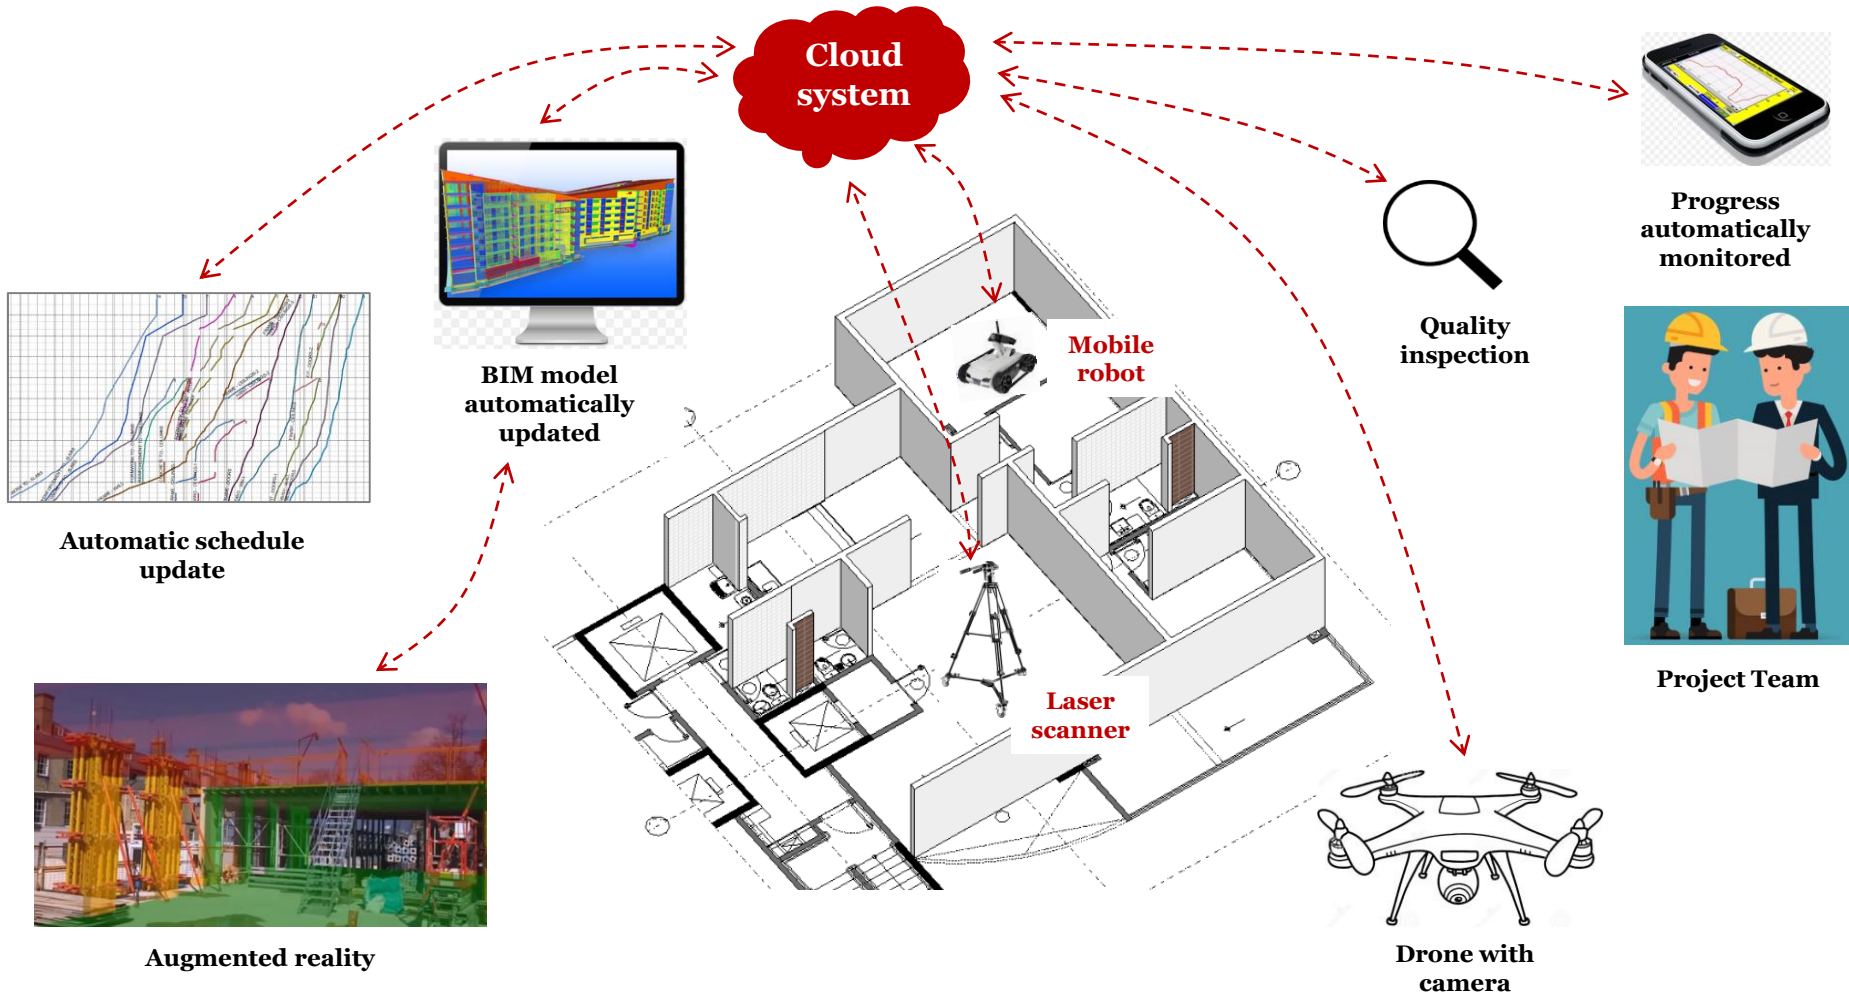 Cloud
system
Progress
automatically
monitored
Quality
inspection
BIM model
automatically
updated
Mobile
robot
Automatic schedule
update
Project Team
Laser
scanner
Augmented reality
Drone with
camera